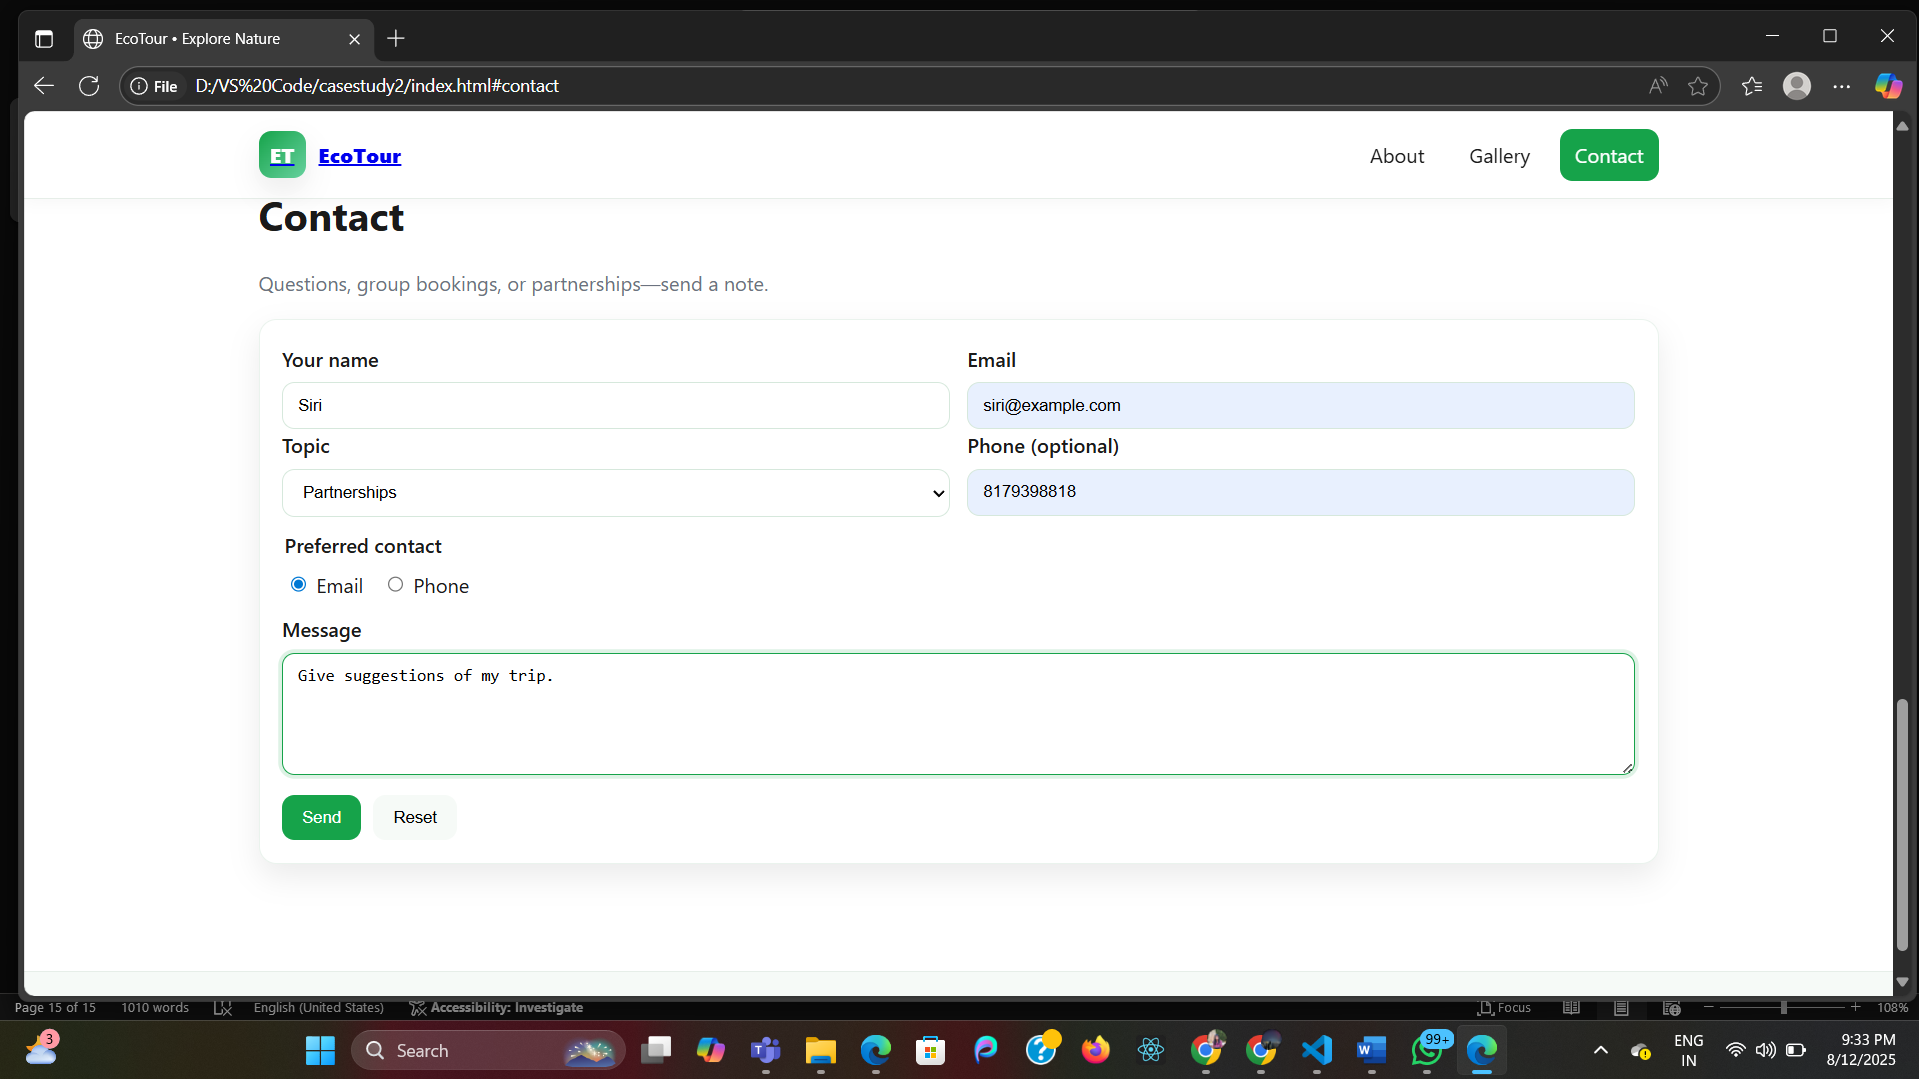 EcoTour • Explore Nature
File D:/VS%20Code/casestudy2/index.html#contact
ET EcoTour About Gallery Contact
Contact
Questions, group bookings, or partnerships—send a note.
Your name Email
Siri siri@example.com
Topic Phone (optional)
Partnerships 8179398818
Preferred contact
Email Phone
Message
Give suggestions of my trip.
Send Reset
Page 15 of 15 1010 words English (United States) Accessibility: Investigate Focus 108%
3 Search 99+ ENG 9:33 PM
IN 8/12/2025